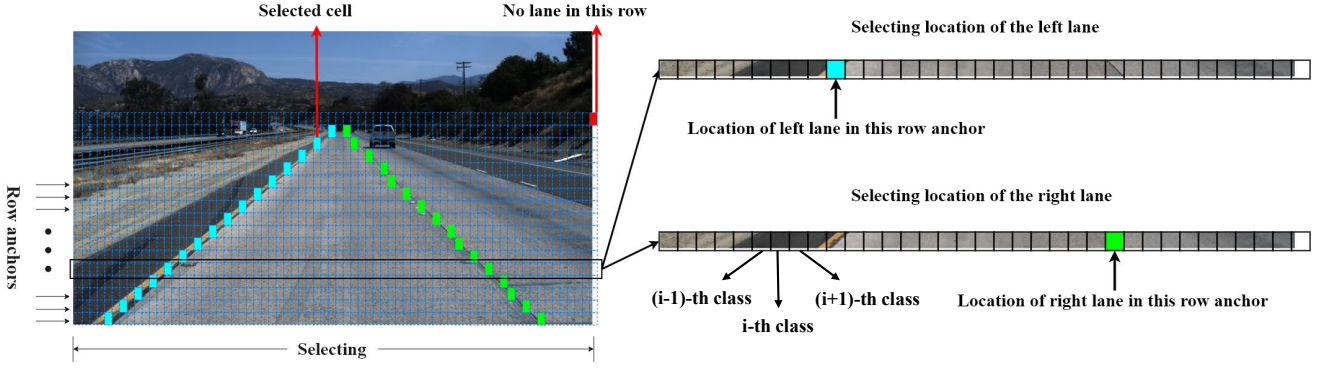 Selected cell
No lane in this row
Row anchors
Selecting
Selecting location of the left lane
Location of left lane in this row anchor
Selecting location of the right lane
(i-1)-th class
i-th class
(i+1)-th class
Location of right lane in this row anchor